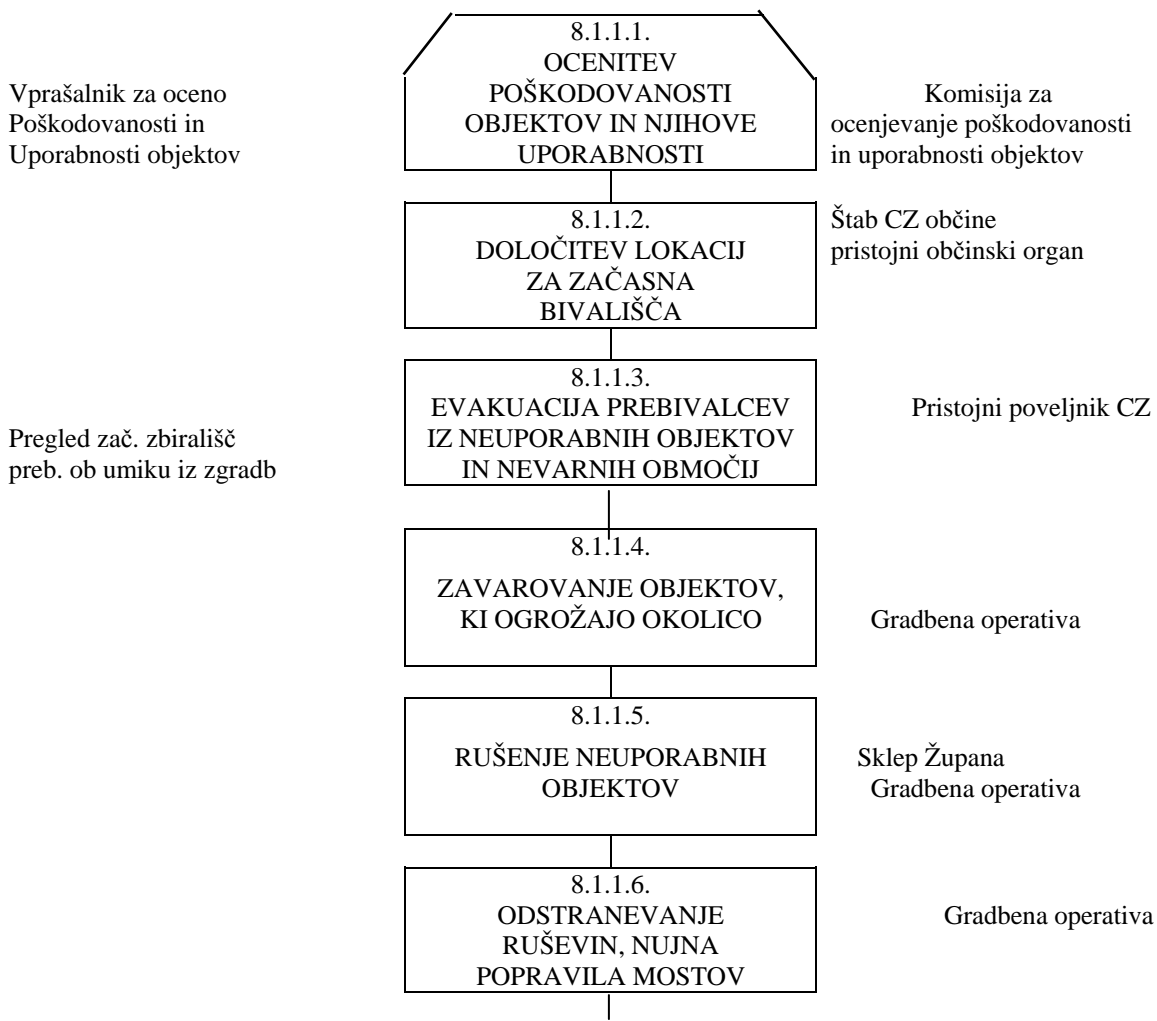 8.1.1.1.
OCENITEV
POŠKODOVANOSTI
OBJEKTOV IN NJIHOVE
UPORABNOSTI
Vprašalnik za oceno
Poškodovanosti in
Uporabnosti objektov
Komisija za
ocenjevanje poškodovanosti
in uporabnosti objektov
8.1.1.2.
DOLOČITEV LOKACIJ
ZA ZAČASNA
BIVALIŠČA
Štab CZ občine
pristojni občinski organ
8.1.1.3.
EVAKUACIJA PREBIVALCEV
IZ NEUPORABNIH OBJEKTOV
IN NEVARNIH OBMOČIJ
Pregled zač. zbirališč
preb. ob umiku iz zgradb
Pristojni poveljnik CZ
8.1.1.4.
ZAVAROVANJE OBJEKTOV,
KI OGROŽAJO OKOLICO
Gradbena operativa
8.1.1.5.
RUŠENJE NEUPORABNIH
OBJEKTOV
Sklep Župana
Gradbena operativa
8.1.1.6.
ODSTRANEVANJE
RUŠEVIN, NUJNA
POPRAVILA MOSTOV
Gradbena operativa